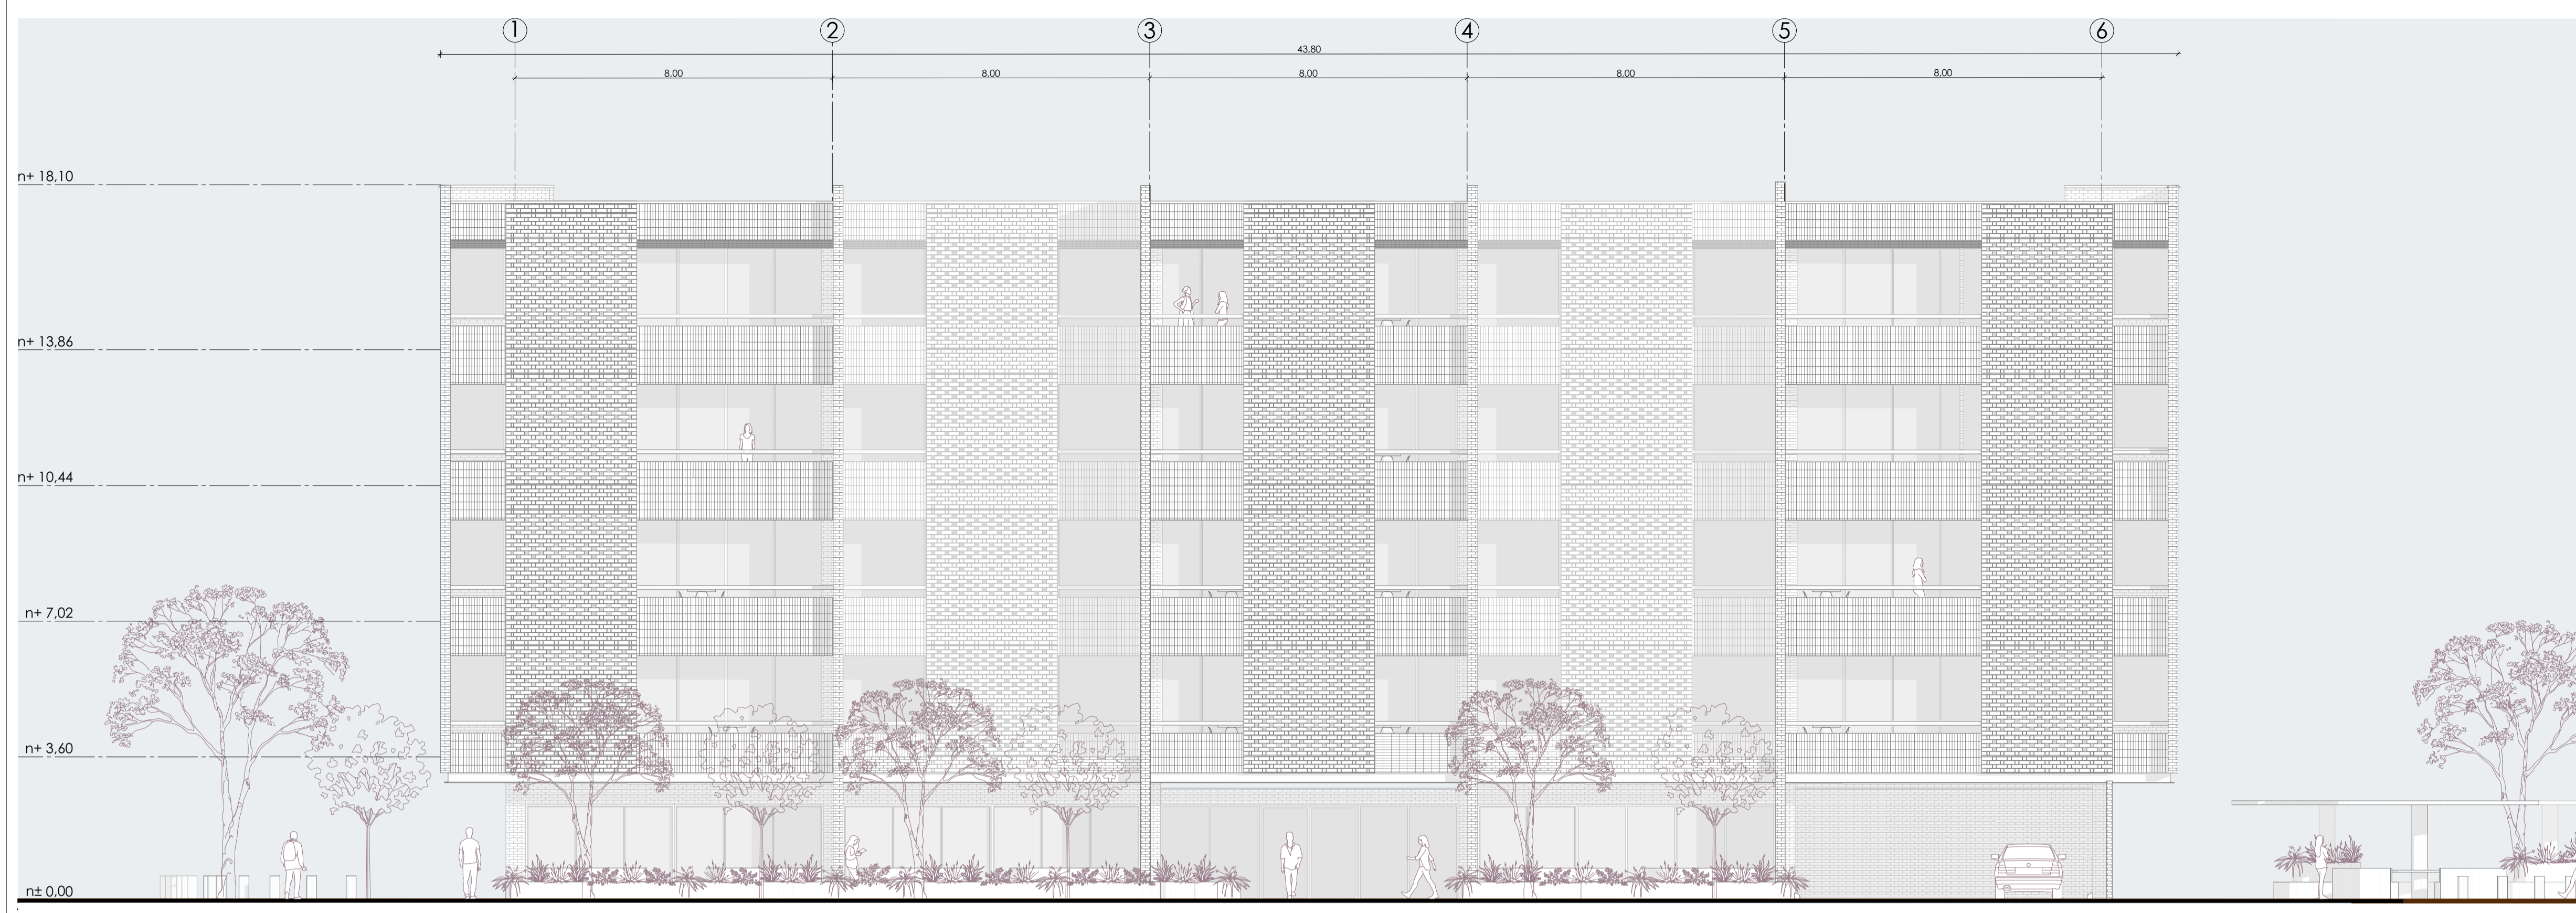 1 2 3 4 5 6
43,80
8,00 8,00 8,00 8,00 8,00
n+ 18,10
n+ 13,86
n+ 10,44
n+ 7,02
n+ 3,60
n± 0,00